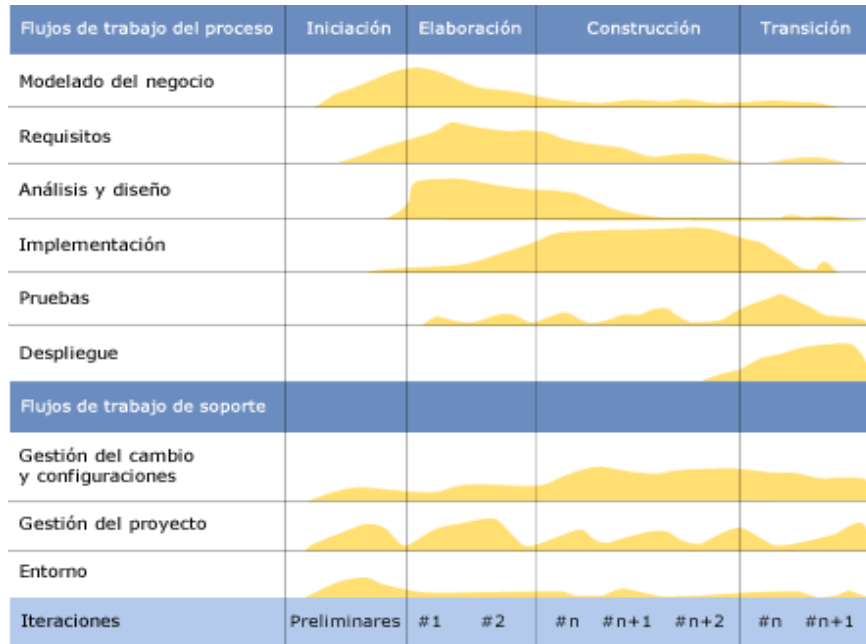 Flujos de trabajo del proceso Iniciación Elaboración Construcción Transición
Modelado del negocio
Requisitos
Análisis y diseño
Implementación
Pruebas
Despliegue
Flujos de trabajo de soporte
Gestión del cambio
y configuraciones
Gestión del proyecto
Entorno
Iteraciones Preliminares #1 #2 #n #n+1 #n+2 #n #n+1